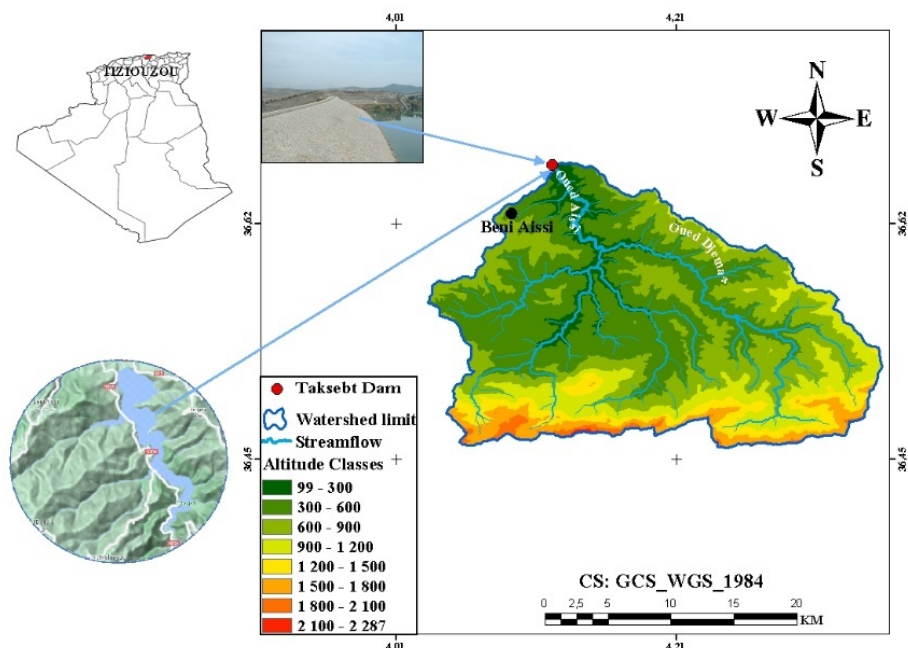 TIZIOUZOU
4,01
4,21
N
W
E
S
36,62
36,62
Oued Aissi
Beni Aissi
Oued Djemaa
Taksebt Dam
Watershed limit
Streamflow
Altitude Classes
99 - 300
300 - 600
600 - 900
900 - 1 200
1 200 - 1 500
1 500 - 1 800
1 800 - 2 100
2 100 - 2 287
36,45
36,45
CS: GCS_WGS_1984
0 2,5 5 10 15 20
KM
4,01
4,21